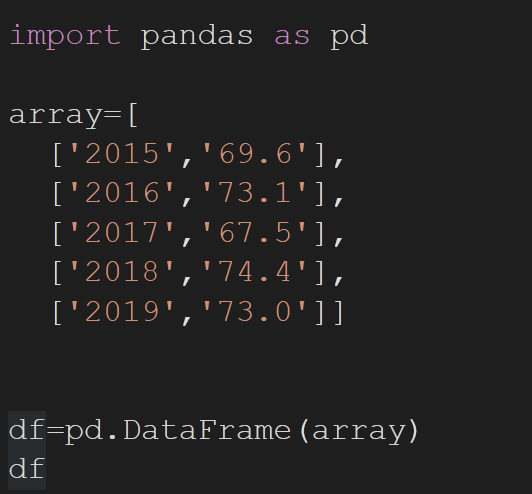 import pandas as pd
array=[
['2015','69.6'],
['2016','73.1'],
['2017','67.5'],
['2018','74.4'],
['2019','73.0']]
df=pd.DataFrame(array)
df